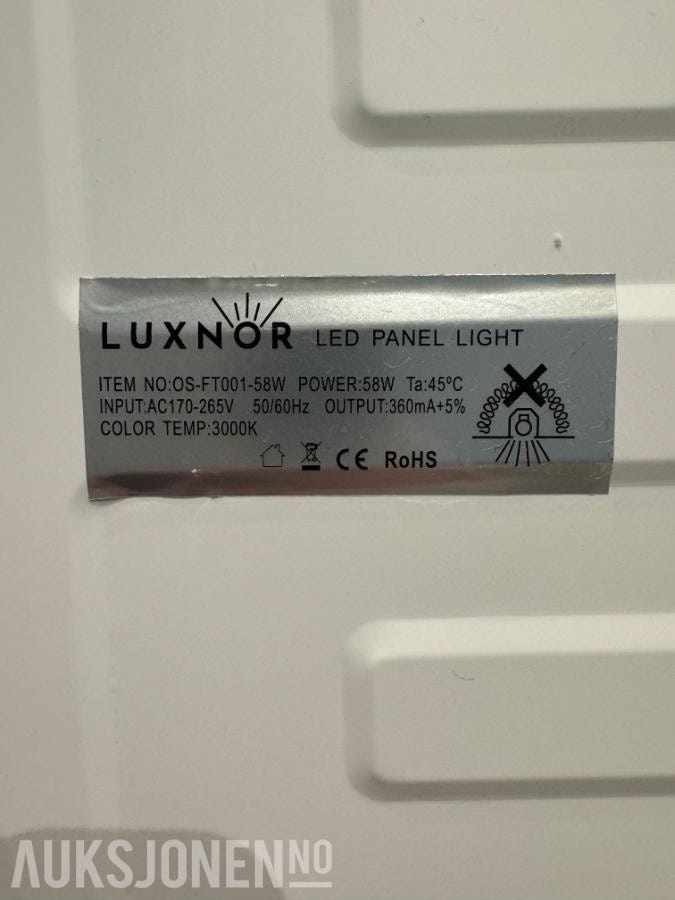 LUXNOR LED PANEL LIGHT
ITEM NO:OS-FT001-58W POWER:58W Ta:45ºC
INPUT:AC170-265V 50/60Hz OUTPUT:360mA+5%
COLOR TEMP:3000K
CE RoHS
AUKSJONEN.NO